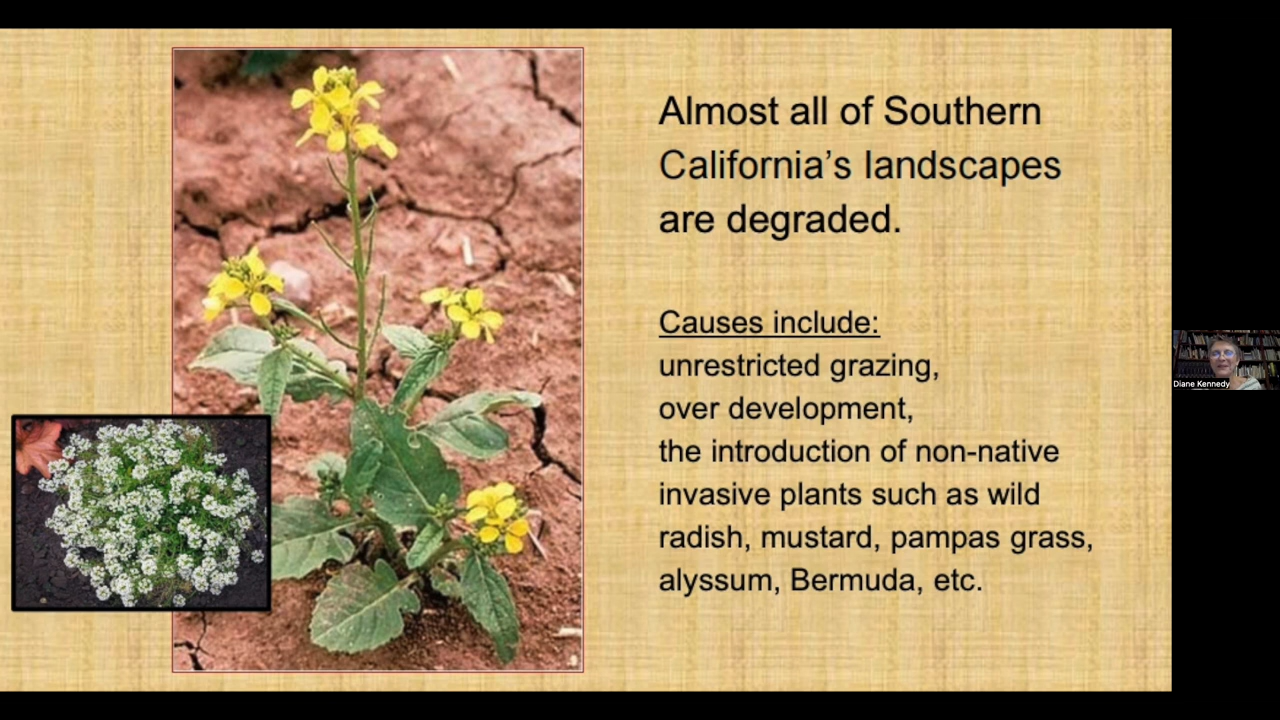 Almost all of Southern
California’s landscapes
are degraded.
Causes include:
unrestricted grazing,
over development,
the introduction of non-native
invasive plants such as wild
radish, mustard, pampas grass,
alyssum, Bermuda, etc.
Diane Kennedy